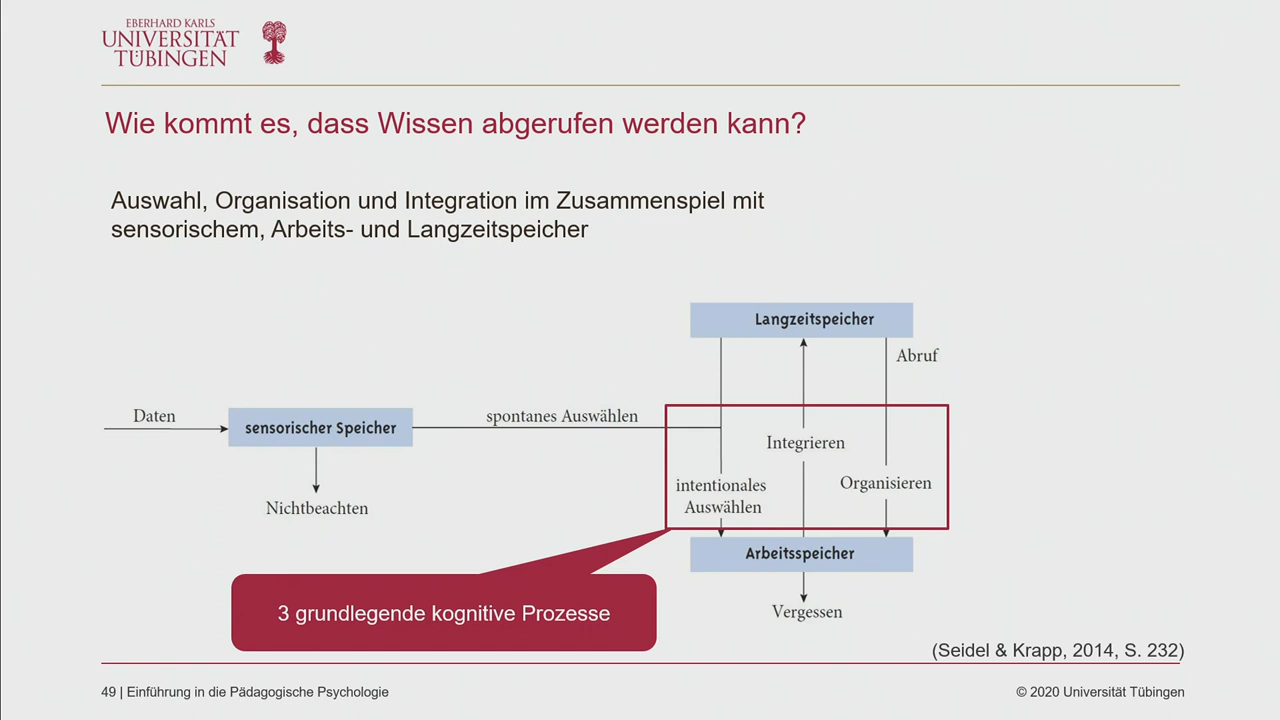 EBERHARD KARLS
UNIVERSITÄT
TÜBINGEN
Wie kommt es, dass Wissen abgerufen werden kann?
Auswahl, Organisation und Integration im Zusammenspiel mit
sensorischem, Arbeits- und Langzeitspeicher
Langzeitspeicher
Abruf
Daten
sensorischer Speicher
spontanes Auswählen
Integrieren
intentionales
Auswählen
Organisieren
Nichtbeachten
Arbeitsspeicher
Vergessen
3 grundlegende kognitive Prozesse
(Seidel & Krapp, 2014, S. 232)
49 | Einführung in die Pädagogische Psychologie
© 2020 Universität Tübingen